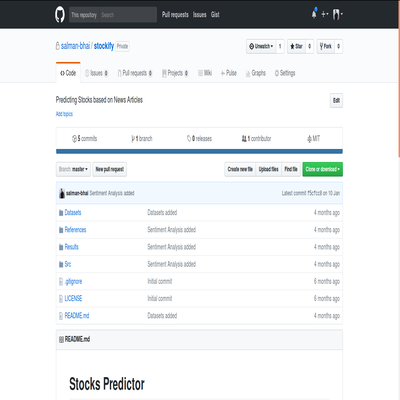 This repository Search Pull requests Issues Gist
salman-bhai / stockify Private
Unwatch 1 Star 0 Fork 0
Code Issues 0 Pull requests 0 Projects 0 Wiki Pulse Graphs Settings
Predicting Stocks based on News Articles Edit
Add topics
5 commits 1 branch 0 releases 1 contributor MIT
Branch: master New pull request Create new file Upload files Find file Clone or download
salman-bhai Sentiment Analysis added Latest commit on 10 Jan
Datasets Datasets added 4 months ago
References Sentiment Analysis added 4 months ago
Results Sentiment Analysis added 4 months ago
Src Sentiment Analysis added 4 months ago
.gitignore Initial commit 6 months ago
LICENSE Initial commit 6 months ago
README.md Datasets added 4 months ago
README.md
Stocks Predictor